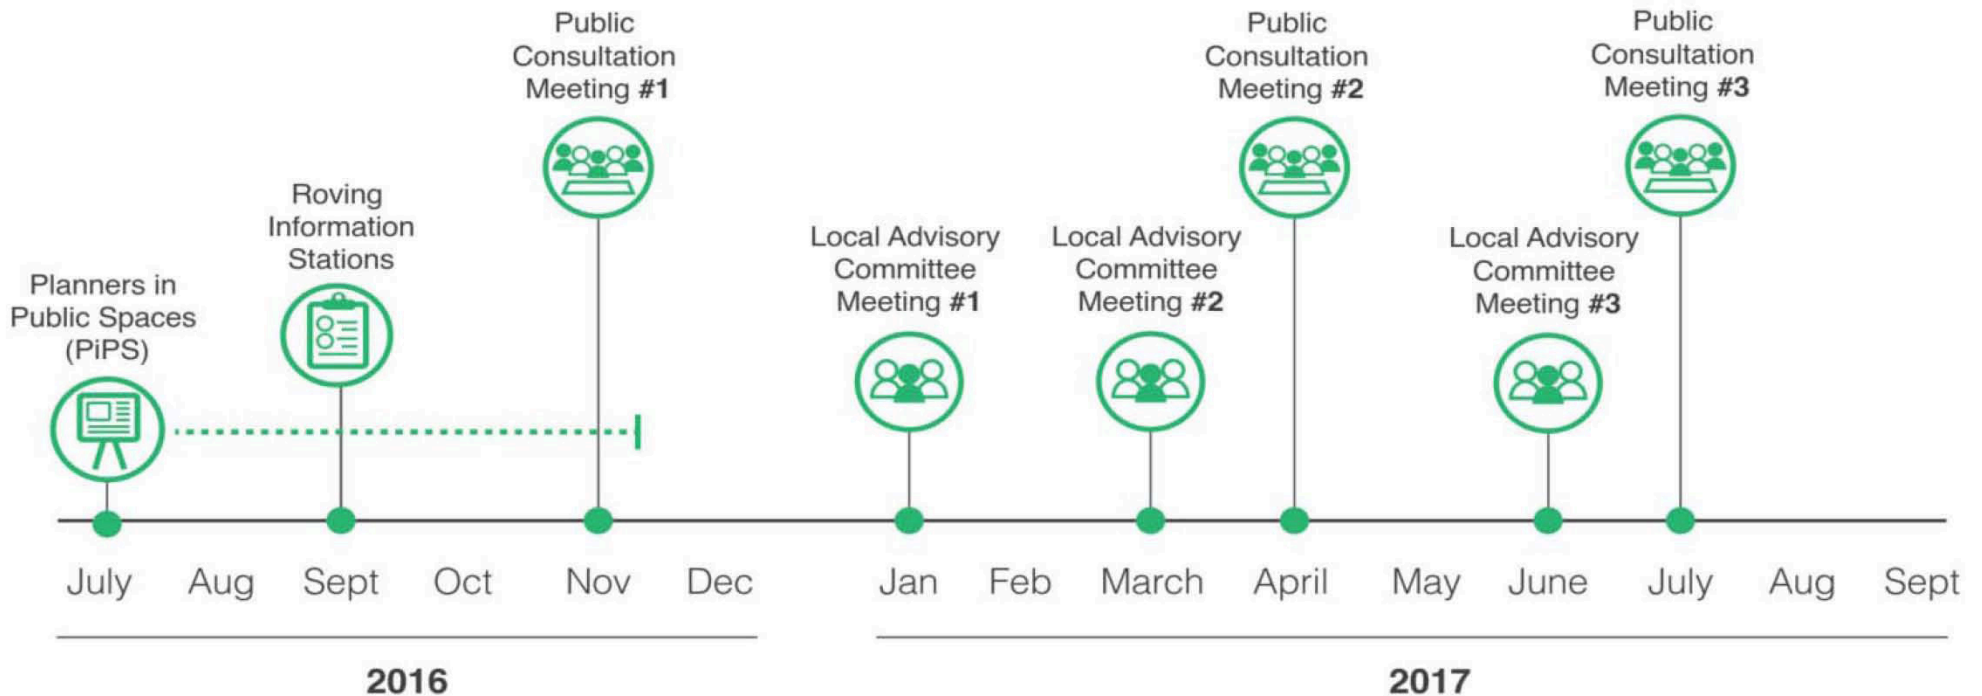 Public
Consultation
Meeting #1
Public
Consultation
Meeting #2
Public
Consultation
Meeting #3
Roving
Information
Stations
Local Advisory
Committee
Meeting #1
Local Advisory
Committee
Meeting #2
Local Advisory
Committee
Meeting #3
Planners in
Public Spaces
(PiPS)
July Aug Sept Oct Nov Dec Jan Feb March April May June July Aug Sept
2016 2017